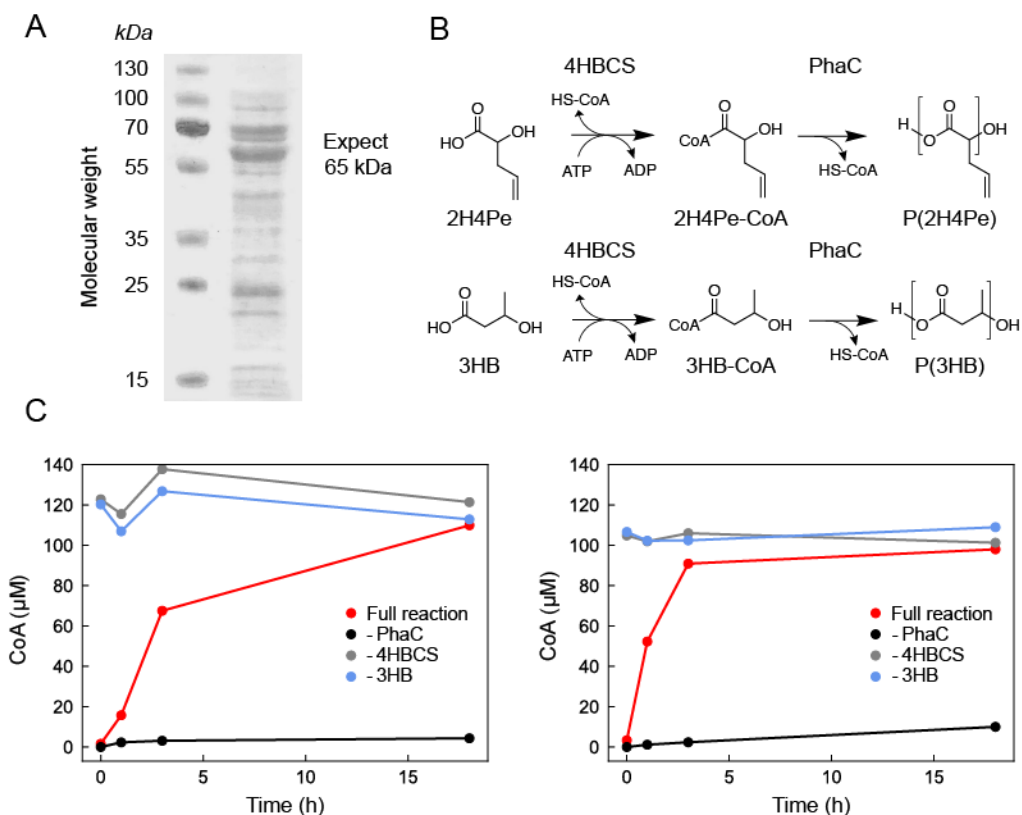 A
kDa
130
100
70
55
35
25
15
Molecular weight
Expect
65 kDa
B
4HBCS
PhaC
HS-CoA
ATP
ADP
HS-CoA
O
HO
OH
2H4Pe
O
CoA
OH
2H4Pe-CoA
H
O
O
OH
P(2H4Pe)
4HBCS
PhaC
HS-CoA
ATP
ADP
HS-CoA
O
HO
OH
3HB
O
CoA
OH
3HB-CoA
H
O
O
OH
P(3HB)
C
140
120
100
80
60
40
20
0
CoA (µM)
0
5
10
15
Time (h)
Full reaction
- PhaC
- 4HBCS
- 3HB
140
120
100
80
60
40
20
0
CoA (µM)
0
5
10
15
Time (h)
Full reaction
- PhaC
- 4HBCS
- 3HB